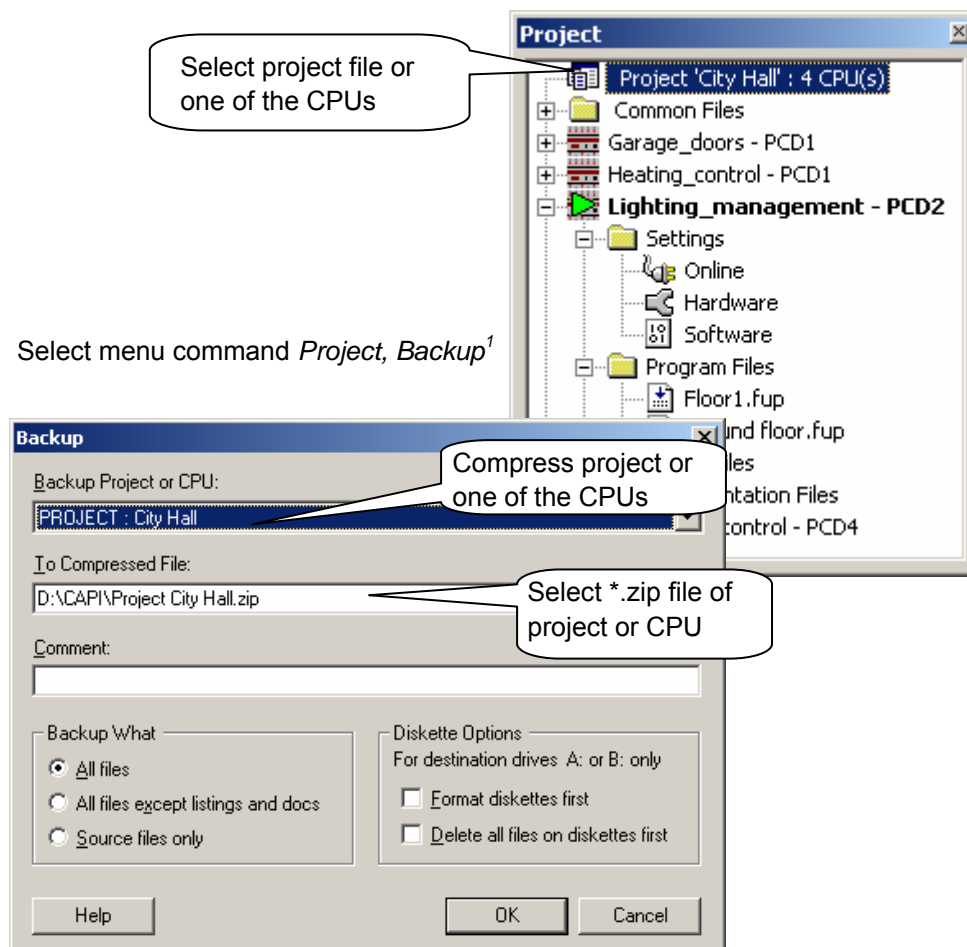 Project
Select project file or
one of the CPUs
Project 'City Hall' : 4 CPU(s)
Common Files
Garage_doors - PCD1
Heating_control - PCD1
Lighting_management - PCD2
Settings
Online
Hardware
Software
Program Files
Floor1.fup
und floor.fup
iles
ntation Files
control - PCD4
Select menu command Project, Backup1
Backup
Backup Project or CPU:
Compress project or
one of the CPUs
PROJECT : City Hall
To Compressed File:
D:\CAPI\Project City Hall.zip
Select *.zip file of
project or CPU
Comment:
Backup What
All files
All files except listings and docs
Source files only
Diskette Options
For destination drives A: or B: only
Format diskettes first
Delete all files on diskettes first
Help
OK
Cancel